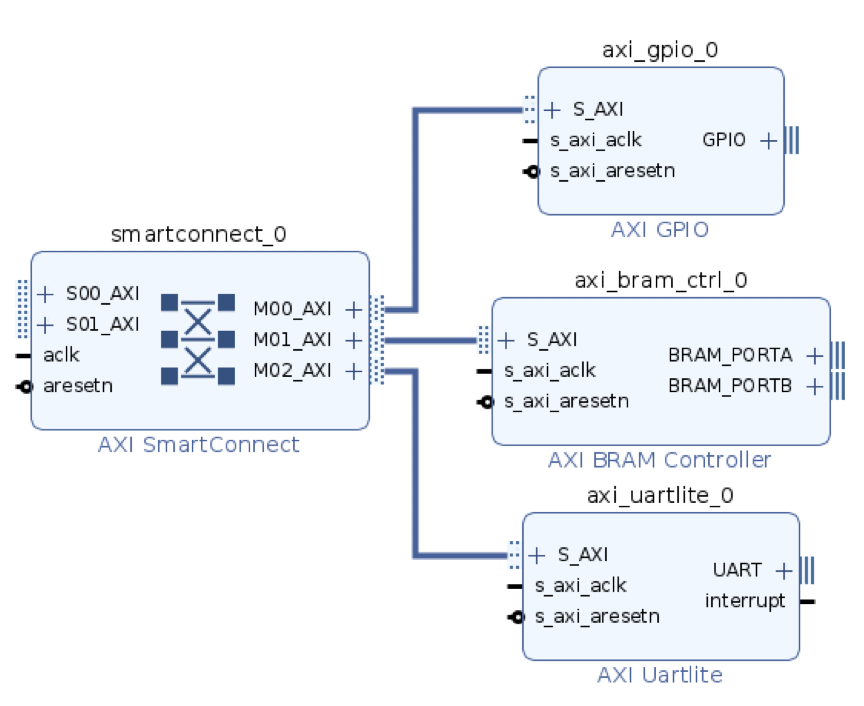 axi_gpio_0
S_AXI
s_axi_aclk
s_axi_aresetn
GPIO
AXI GPIO
smartconnect_0
S00_AXI
S01_AXI
aclk
aresetn
M00_AXI
M01_AXI
M02_AXI
AXI SmartConnect
axi_bram_ctrl_0
S_AXI
s_axi_aclk
s_axi_aresetn
BRAM_PORTA
BRAM_PORTB
AXI BRAM Controller
axi_uartlite_0
S_AXI
s_axi_aclk
s_axi_aresetn
UART
interrupt
AXI Uartlite